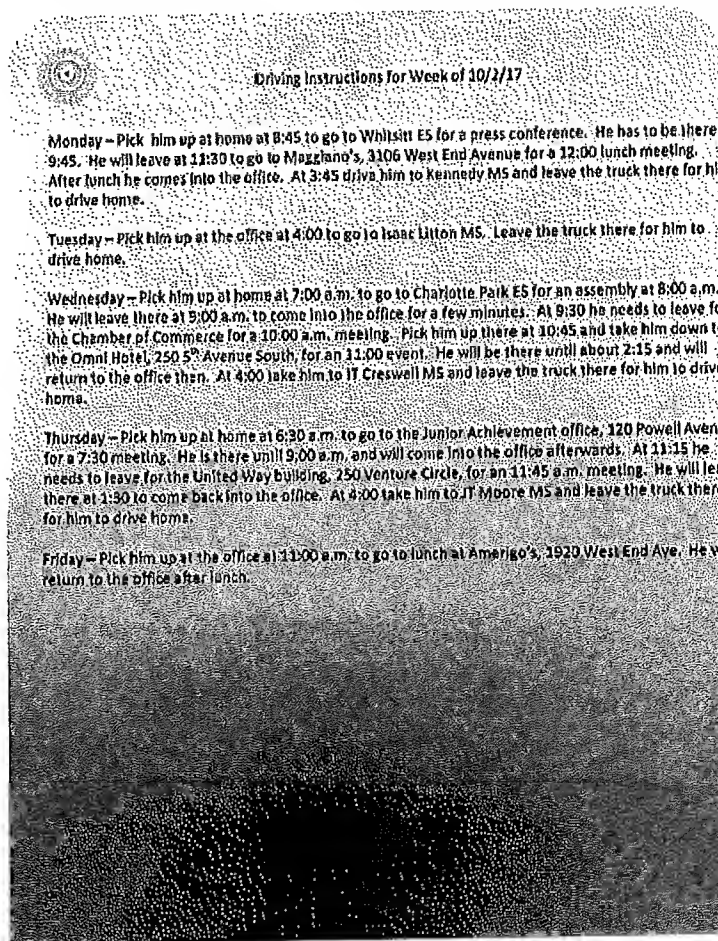 Driving Instructions for Week of 10/2/17
Monday – Pick him up at home at 8:45 to go to Whitsitt ES for a press conference. He has to be there
9:45. He will leave at 11:30 to go to Maggiano's, 3106 West End Avenue for a 12:00 lunch meeting.
After lunch he comes into the office. At 3:45 drive him to Kennedy MS and leave the truck there for hi
to drive home.
Tuesday – Pick him up at the office at 4:00 to go to Isaac Litton MS. Leave the truck there for him to
drive home.
Wednesday – Pick him up at home at 7:00 a.m. to go to Charlotte Park ES for an assembly at 8:00 a.m.
He will leave there at 9:00 a.m. to come into the office for a few minutes. At 9:30 he needs to leave fo
the Chamber of Commerce for a 10:00 a.m. meeting. Pick him up there at 10:45 and take him down t
the Omni Hotel, 250 5th Avenue South, for an 11:00 event. He will be there until about 2:15 and will
return to the office then. At 4:00 take him to IT Creswell MS and leave the truck there for him to drive
home.
Thursday – Pick him up at home at 6:30 a.m. to go to the Junior Achievement office, 120 Powell Aven
for a 7:30 meeting. He is there until 9:00 a.m. and will come into the office afterwards. At 11:15 he
needs to leave for the United Way building, 250 Venture Circle, for an 11:45 a.m. meeting. He will le
there at 1:30 to come back into the office. At 4:00 take him to JT Moore MS and leave the truck ther
for him to drive home.
Friday – Pick him up at the office at 11:00 a.m. to go to lunch at Amerigo's, 1920 West End Ave. He w
return to the office after lunch.